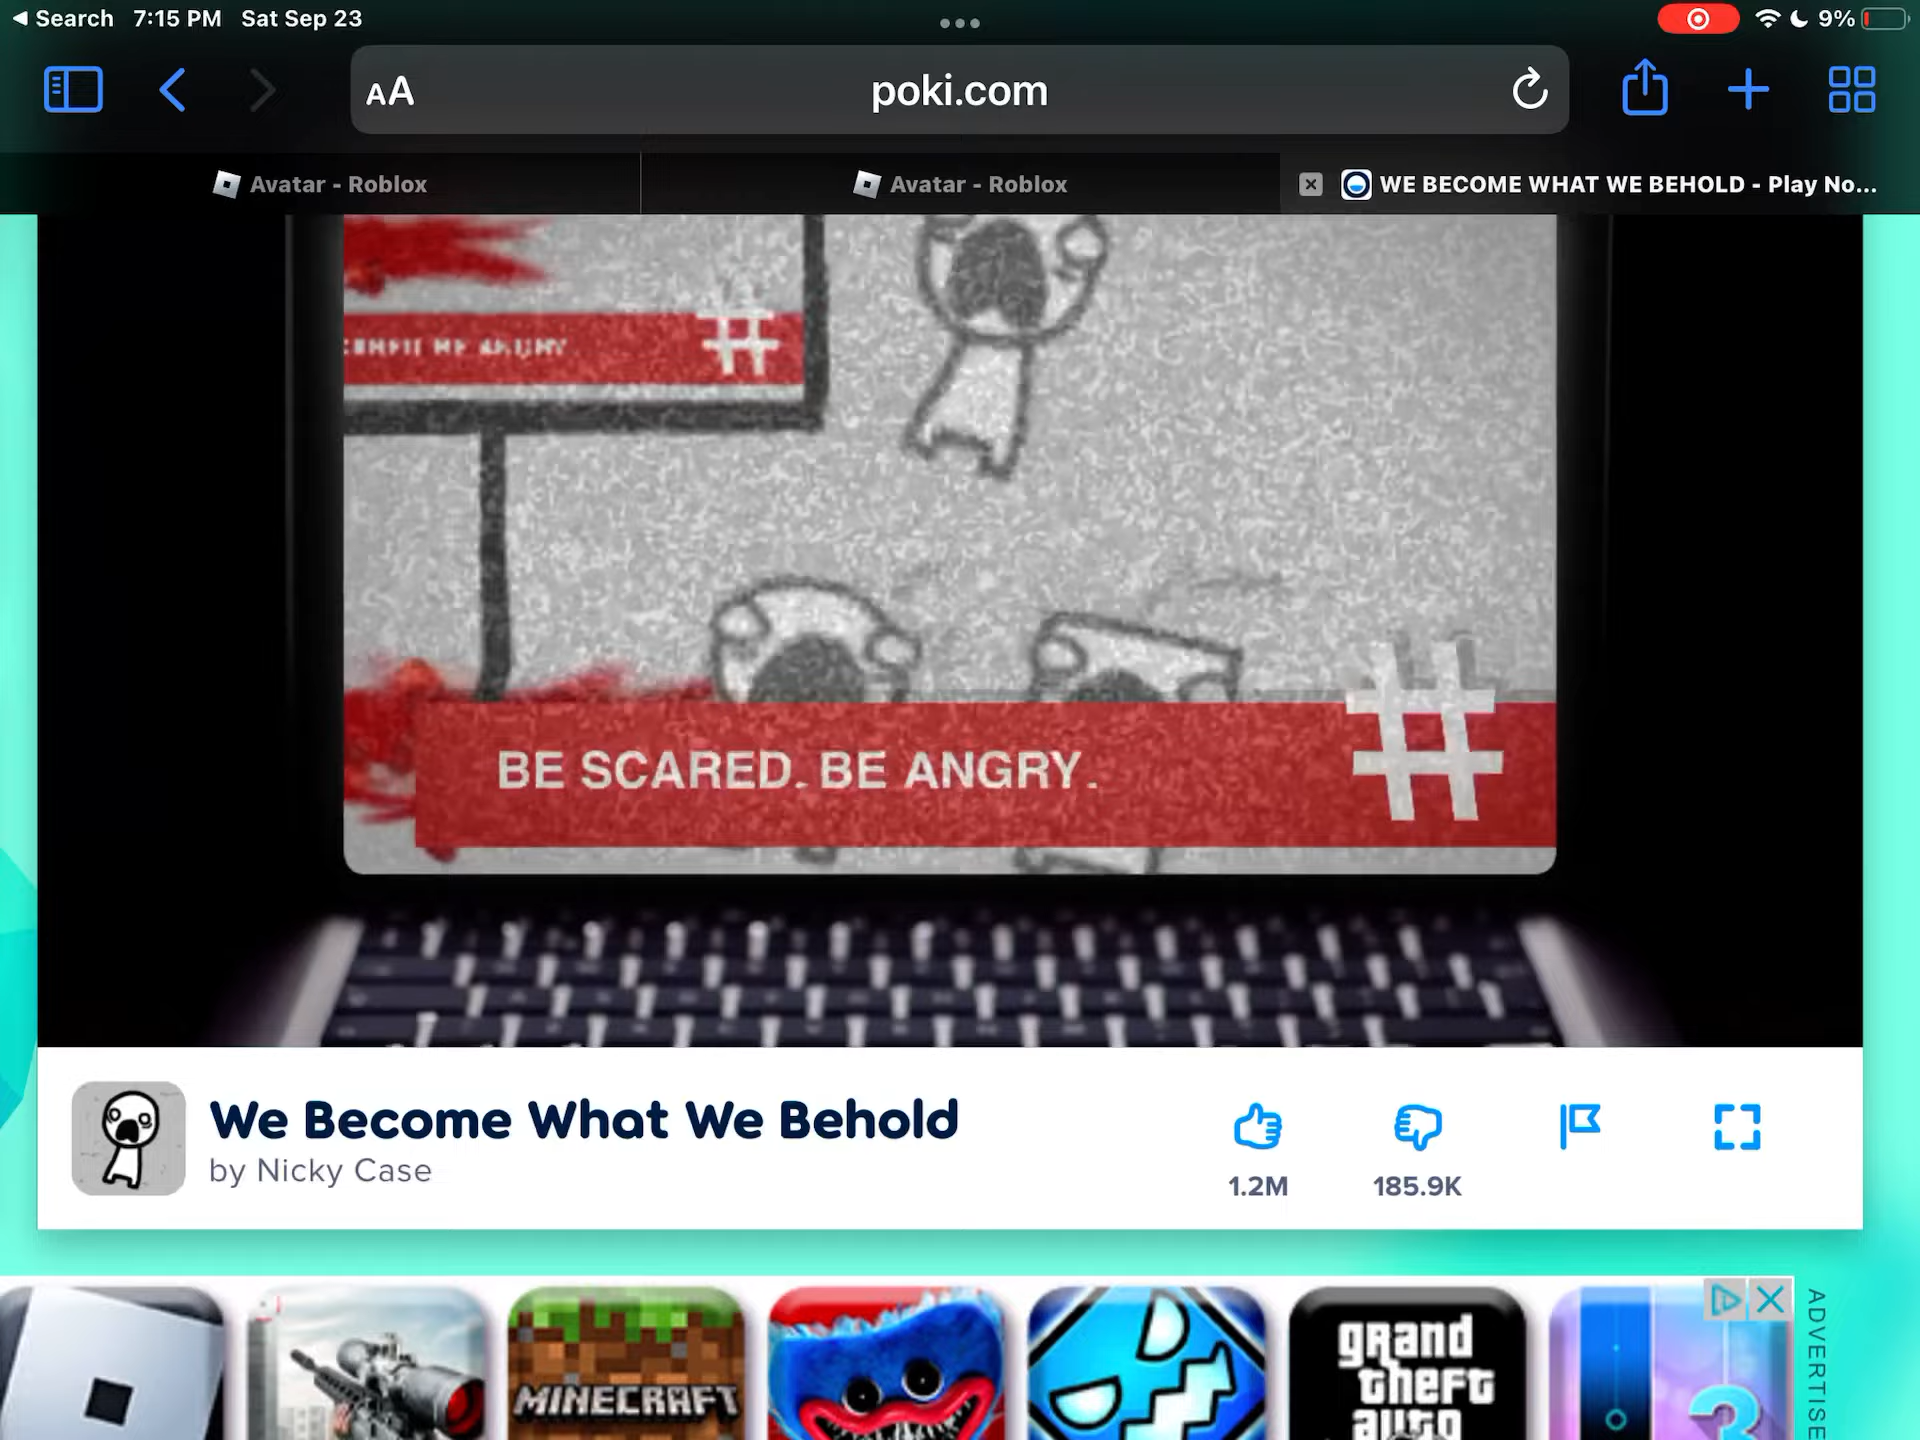 Search 7:15 PM Sat Sep 23
9%
AA
poki.com
Avatar - Roblox
Avatar - Roblox
WE BECOME WHAT WE BEHOLD - Play No...
#
BE SCARED. BE ANGRY.
#
We Become What We Behold
by Nicky Case
1.2M
185.9K
MINECRAFT
grand
theft
auto
3
ADVERTISE